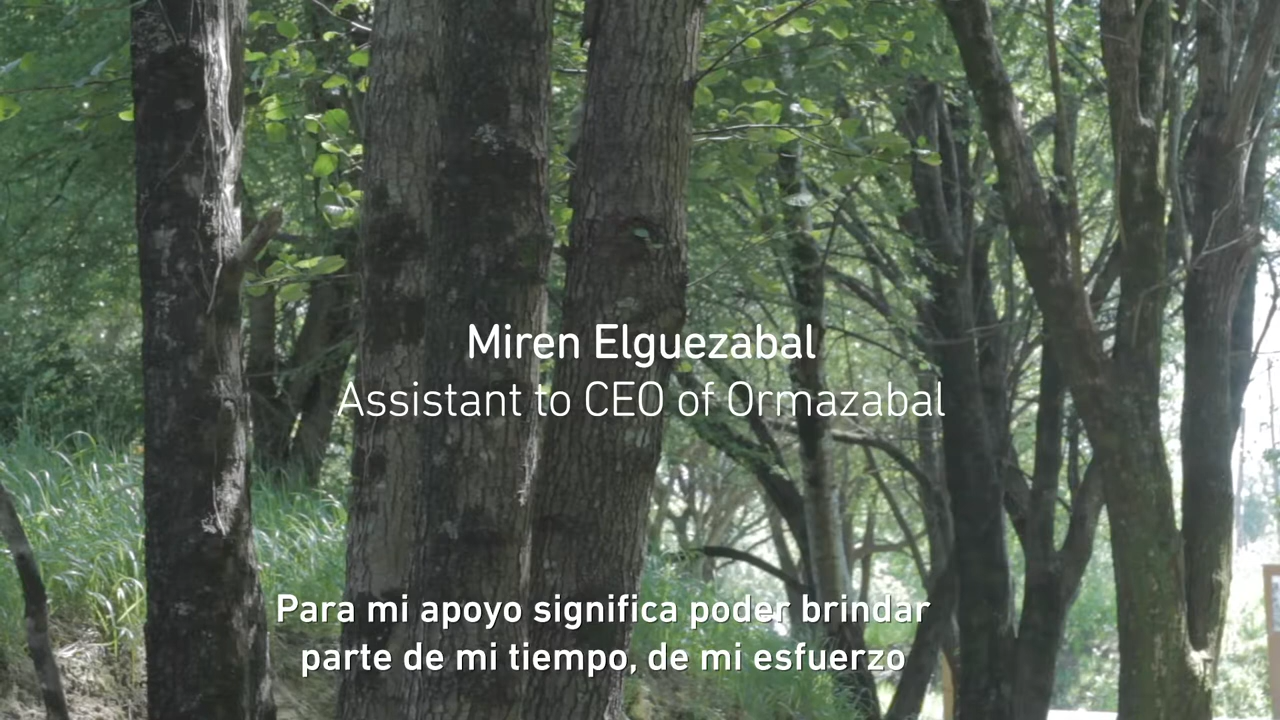 Miren Elguezabal
Assistant to CEO of Ormazabal
Para mi apoyo significa poder brindar
parte de mi tiempo, de mi esfuerzo